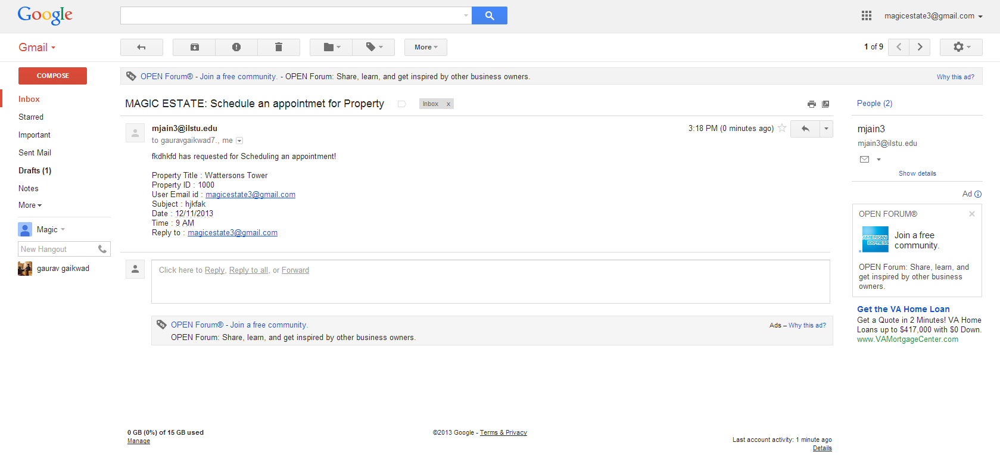 Google
magicestate3@gmail.com
Gmail
More
1 of 9
COMPOSE
OPEN Forum® - Join a free community. - OPEN Forum: Share, learn, and get inspired by other business owners.
Why this ad?
Inbox
Starred
Important
Sent Mail
Drafts (1)
Notes
More
Magic
New Hangout
gaurav gaikwad
MAGIC ESTATE: Schedule an appointmet for Property
Inbox x
mjain3@ilstu.edu
3:18 PM (0 minutes ago)
to gauravgaikwad7., me
fkdhkfd has requested for Scheduling an appointment!
Property Title : Wattersons Tower
Property ID : 1000
User Email id : magicestate3@gmail.com
Subject : hjkfak
Date : 12/11/2013
Time : 9 AM
Reply to : magicestate3@gmail.com
Click here to Reply, Reply to all, or Forward
OPEN Forum® - Join a free community.
Ads – Why this ad?
OPEN Forum: Share, learn, and get inspired by other business owners.
People (2)
mjain3
mjain3@ilstu.edu
Show details
Ad
OPEN FORUM®
AMERICAN
EXPRESS
Join a free
community.
OPEN Forum: Share, learn, and
get inspired by other business
owners.
Get the VA Home Loan
Get a Quote in 2 Minutes! VA Home
Loans up to $417,000 with $0 Down.
www.VAMortgageCenter.com
0 GB (0%) of 15 GB used
Manage
©2013 Google - Terms & Privacy
Last account activity: 1 minute ago
Details